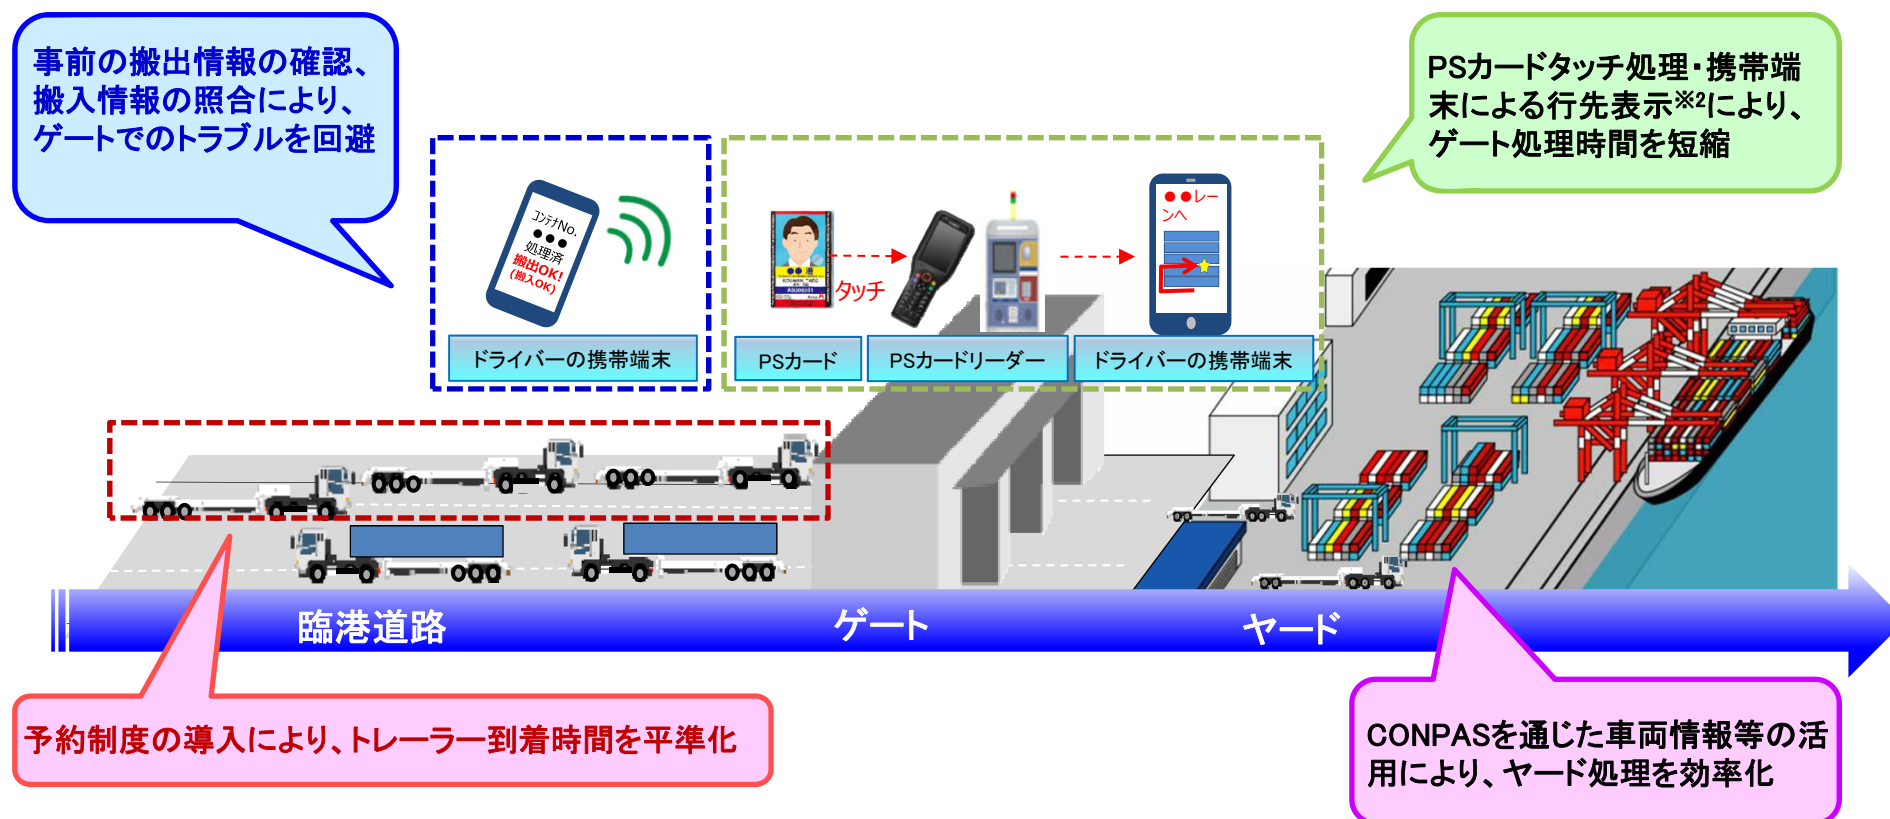 事前の搬出情報の確認、
搬入情報の照合により、
ゲートでのトラブルを回避
PSカードタッチ処理・携帯端
末による行先表示※2により、
ゲート処理時間を短縮
コンテナNo.
●●●
処理済
搬出OK!
(搬入OK)
ドライバーの携帯端末
●●港
タッチ
●●レー
ンへ
PSカード
PSカードリーダー
ドライバーの携帯端末
臨港道路
ゲート
ヤード
予約制度の導入により、トレーラー到着時間を平準化
CONPASを通じた車両情報等の活
用により、ヤード処理を効率化